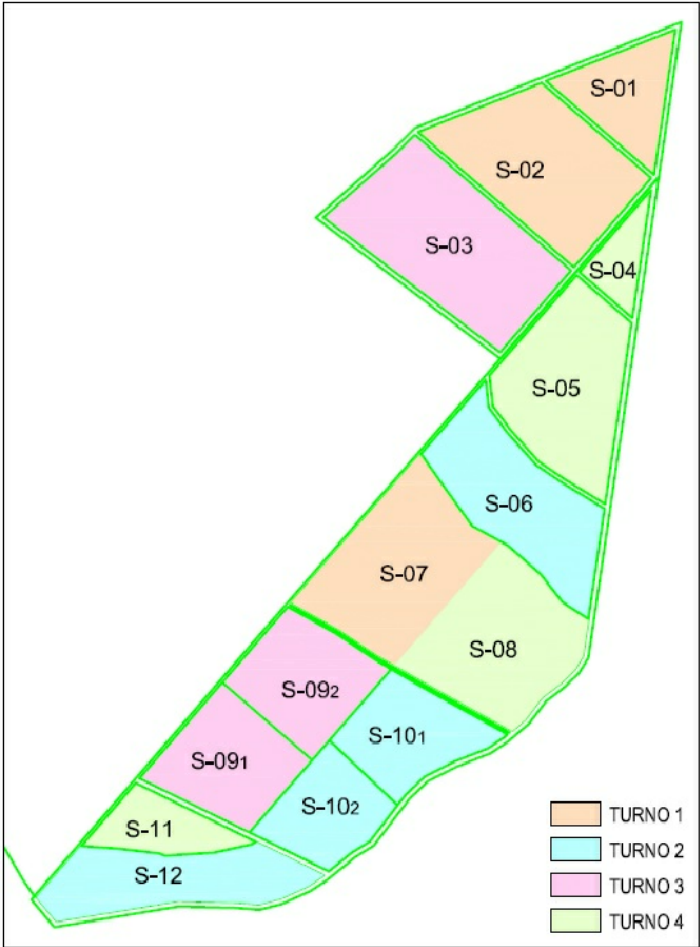 S-01
S-02
S-03
S-04
S-05
S-06
S-07
S-08
S-092
S-101
S-091
S-102
S-11
S-12
TURNO 1
TURNO 2
TURNO 3
TURNO 4